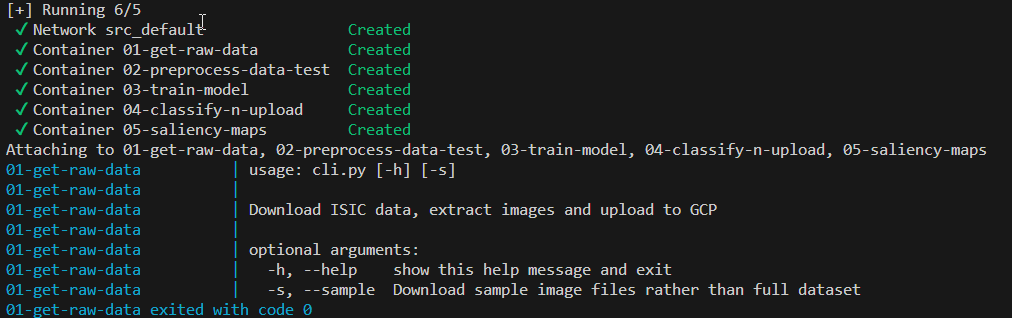 [+] Running 6/5
✓ Network src_default Created
✓ Container 01-get-raw-data Created
✓ Container 02-preprocess-data-test Created
✓ Container 03-train-model Created
✓ Container 04-classify-n-upload Created
✓ Container 05-saliency-maps Created
Attaching to 01-get-raw-data, 02-preprocess-data-test, 03-train-model, 04-classify-n-upload, 05-saliency-maps
01-get-raw-data | usage: cli.py [-h] [-s]
01-get-raw-data |
01-get-raw-data | Download ISIC data, extract images and upload to GCP
01-get-raw-data |
01-get-raw-data | optional arguments:
01-get-raw-data | -h, --help show this help message and exit
01-get-raw-data | -s, --sample Download sample image files rather than full dataset
01-get-raw-data exited with code 0